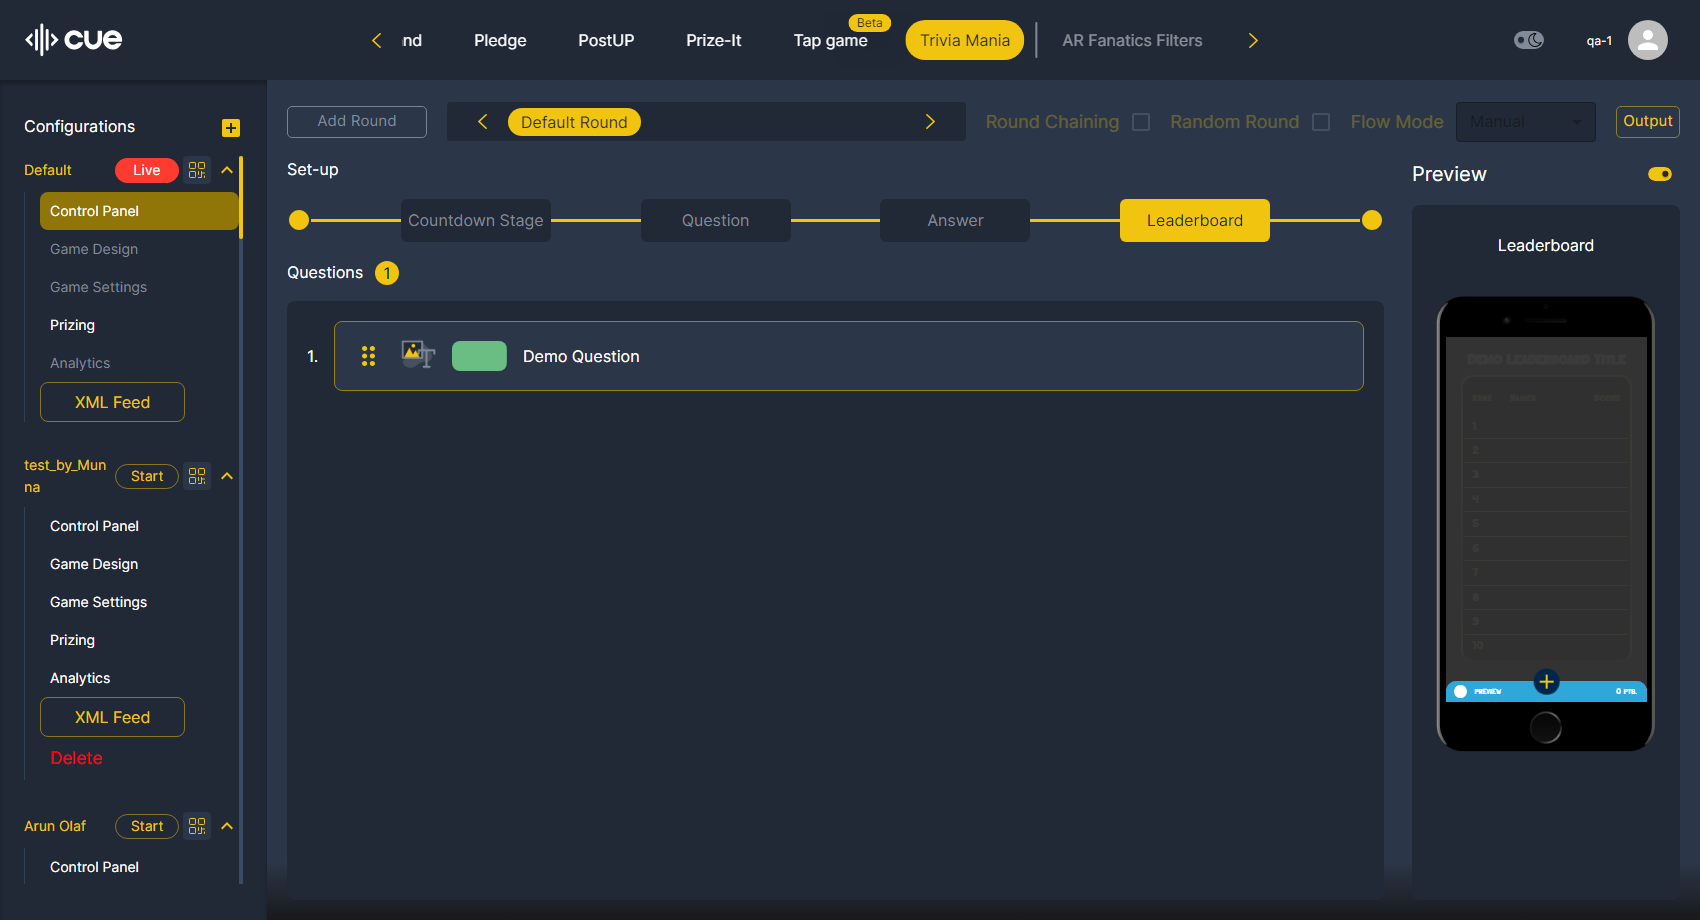 cue
nd
Pledge
PostUP
Prize-It
Tap game
Beta
Trivia Mania
AR Fanatics Filters
qa-1
Configurations
Default
Live
Control Panel
Game Design
Game Settings
Prizing
Analytics
XML Feed
test_by_Mun
na
Start
Control Panel
Game Design
Game Settings
Prizing
Analytics
XML Feed
Delete
Arun Olaf
Start
Control Panel
Add Round
Default Round
Round Chaining
Random Round
Flow Mode
Manual
Output
Set-up
Countdown Stage
Question
Answer
Leaderboard
Questions
1
1.
Demo Question
Preview
Leaderboard
Demo Leaderboard Title
1
2
3
4
5
6
7
8
9
10
PREVIEW
0 PTS.